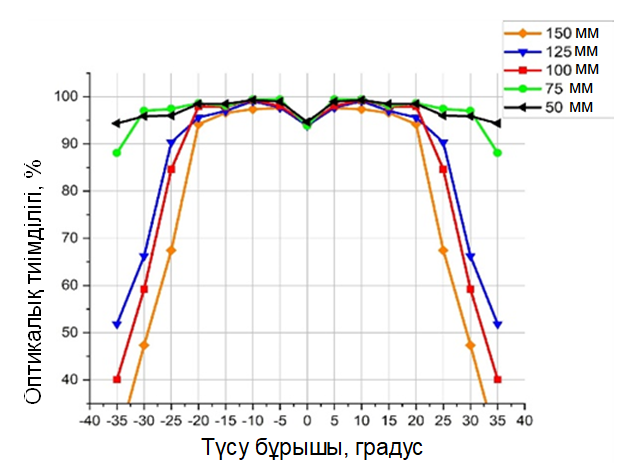 150 мм
125 мм
100 мм
75 мм
50 мм
Оптикалық тиімділігі, %
100
90
80
70
60
50
40
-40 -35 -30 -25 -20 -15 -10 -5 0 5 10 15 20 25 30 35 40
Түсу бұрышы, градус